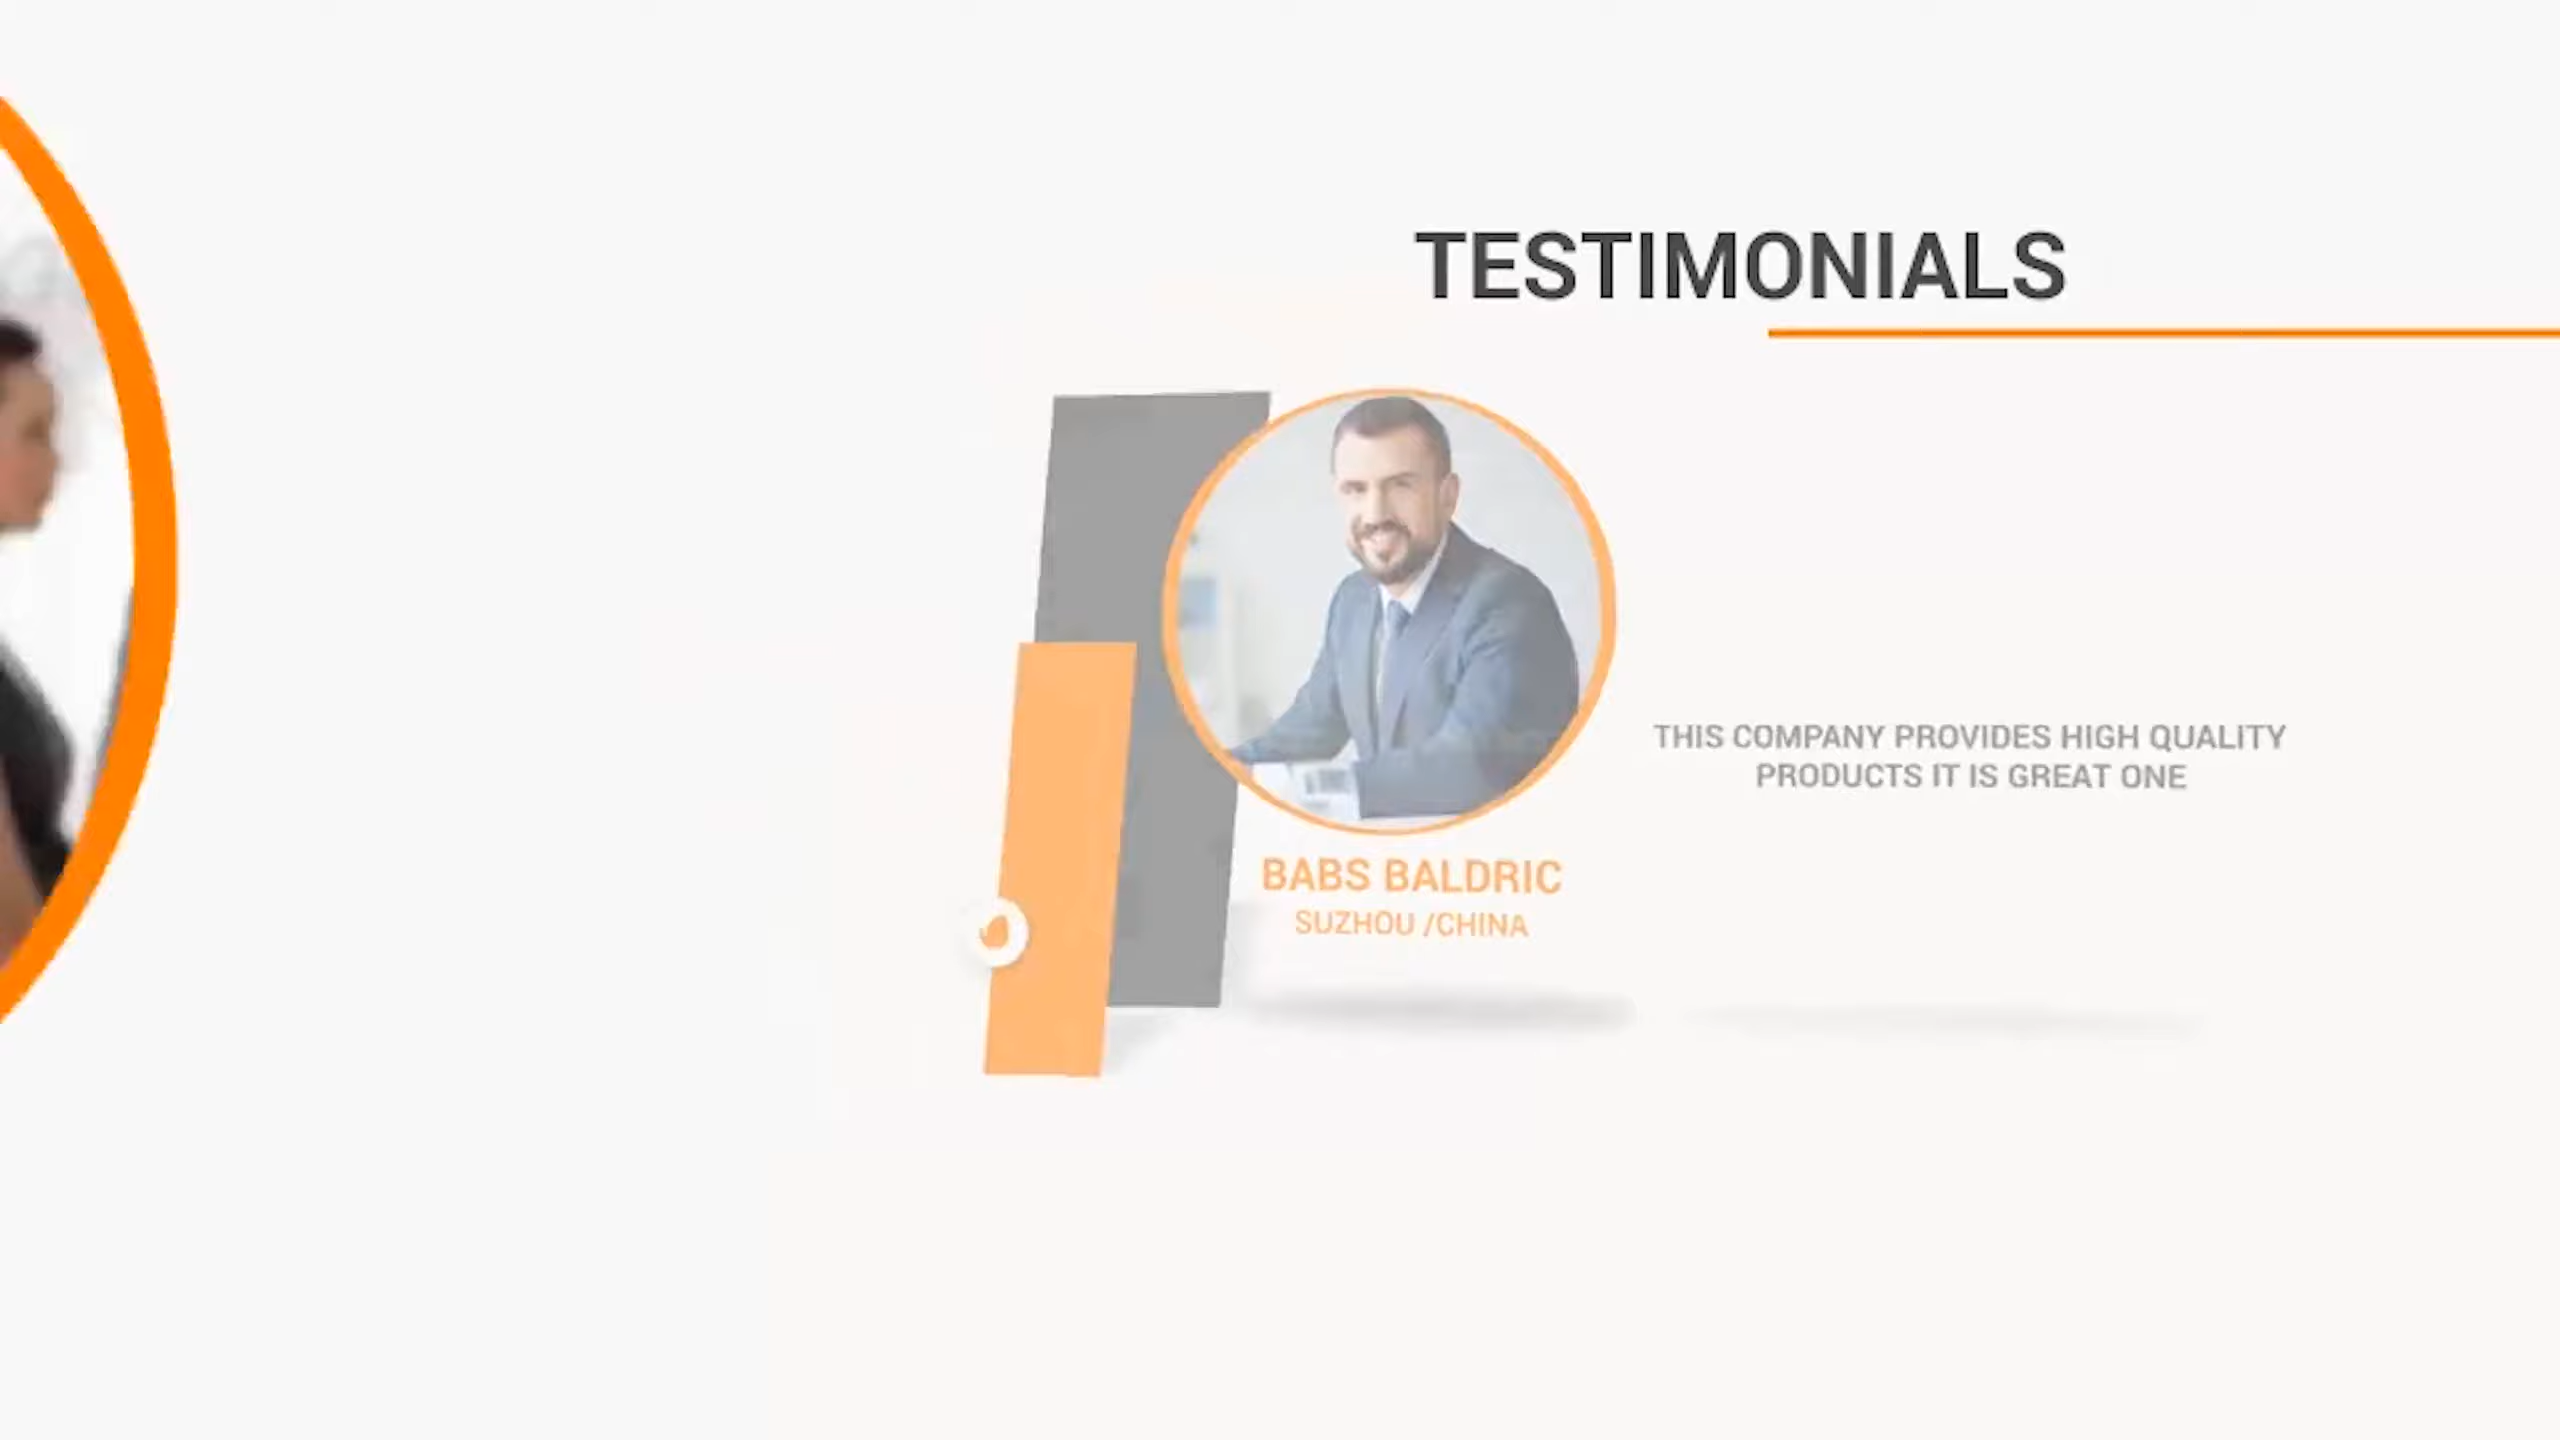 TESTIMONIALS
THIS COMPANY PROVIDES HIGH QUALITY
PRODUCTS IT IS GREAT ONE
BABS BALDRIC
SUZHOU /CHINA